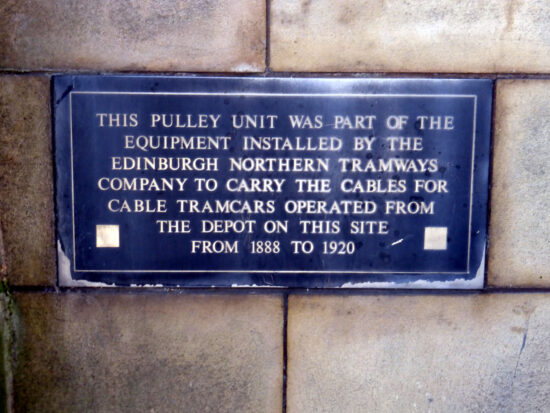 THIS PULLEY UNIT WAS PART OF THE
EQUIPMENT INSTALLED BY THE
EDINBURGH NORTHERN TRAMWAYS
COMPANY TO CARRY THE CABLES FOR
CABLE TRAMCARS OPERATED FROM
THE DEPOT ON THIS SITE
FROM 1888 TO 1920